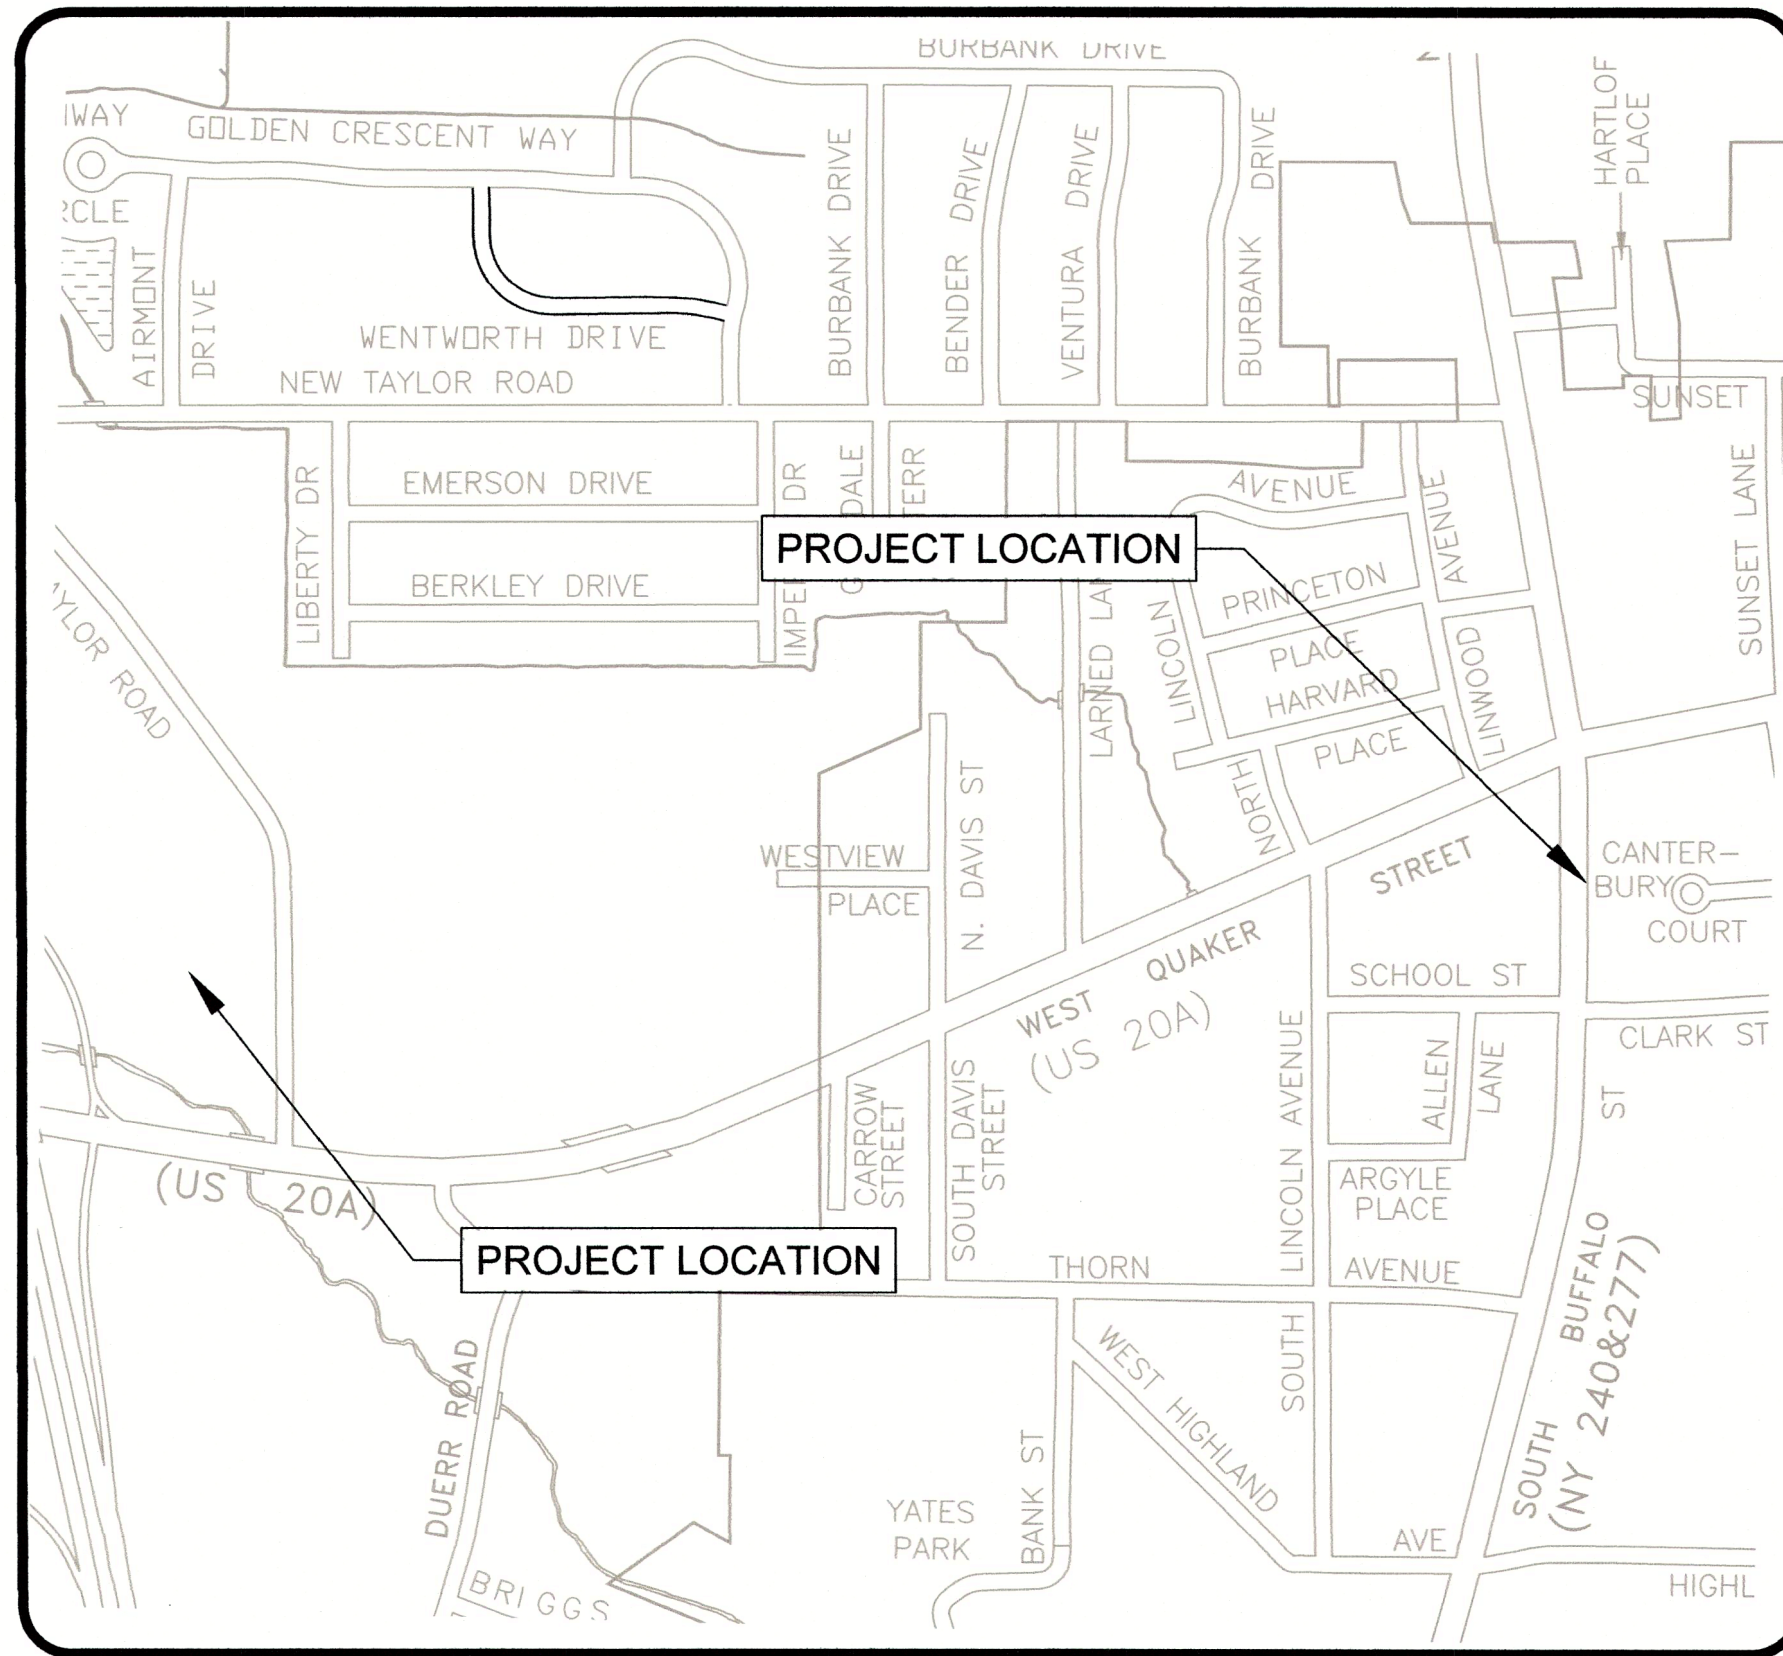 BURBANK DRIVE
HARTLOF
PLACE
GOLDEN CRESCENT WAY
AIRMONT
DRIVE
WENTWORTH DRIVE
NEW TAYLOR ROAD
BURBANK DRIVE
BENDER DRIVE
VENTURA DRIVE
BURBANK DRIVE
SUNSET
SUNSET LANE
LIBERTY DR
EMERSON DRIVE
BERKLEY DRIVE
DR
DALE
TERR
AVENUE
AVENUE
LINWOOD
PROJECT LOCATION
PRINCETON
PLACE
HARVARD
PLACE
LINCOLN
NORTH
LARNED
ROAD
WESTVIEW
PLACE
N. DAVIS ST
WEST QUAKER STREET
(US 20A)
CANTER-
BURY
COURT
SCHOOL ST
CLARK ST
ALLEN
LANE
ARGYLE
PLACE
SOUTH LINCOLN AVENUE
CARROW
STREET
SOUTH DAVIS
STREET
(US 20A)
PROJECT LOCATION
THORN AVENUE
SOUTH BUFFALO ST
(NY 240&277)
DUERR ROAD
WEST HIGHLAND AVE
BANK ST
YATES
PARK
BRIGGS
HIGHL